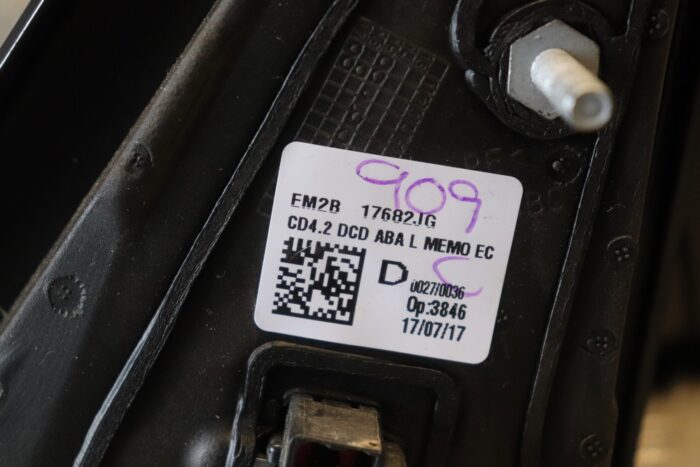 909
EM2B 17682JG
CD4.2 DCD ABA L MEMO EC
D
C
0027/0036
Op:3846
17/07/17